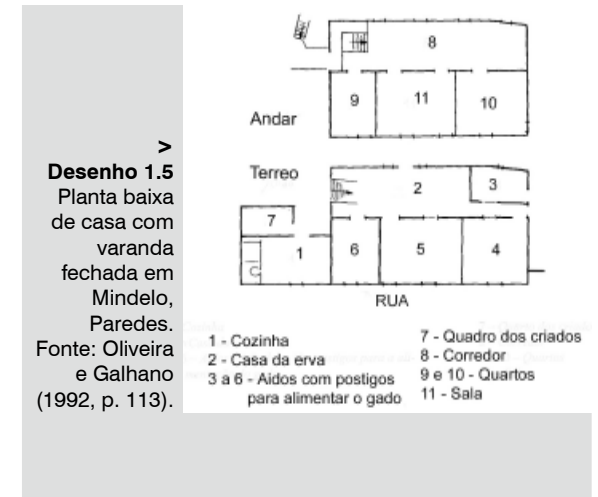 >
Desenho 1.5
Planta baixa
de casa com
varanda
fechada em
Mindelo,
Paredes.
Fonte: Oliveira
e Galhano
(1992, p. 113).
8
9
11
10
Andar
Terreo
2
3
7
1
6
5
4
RUA
1 - Cozinha
2 - Casa da erva
3 a 6 - Aidos com postigos
para alimentar o gado
7 - Quadro dos criados
8 - Corredor
9 e 10 - Quartos
11 - Sala